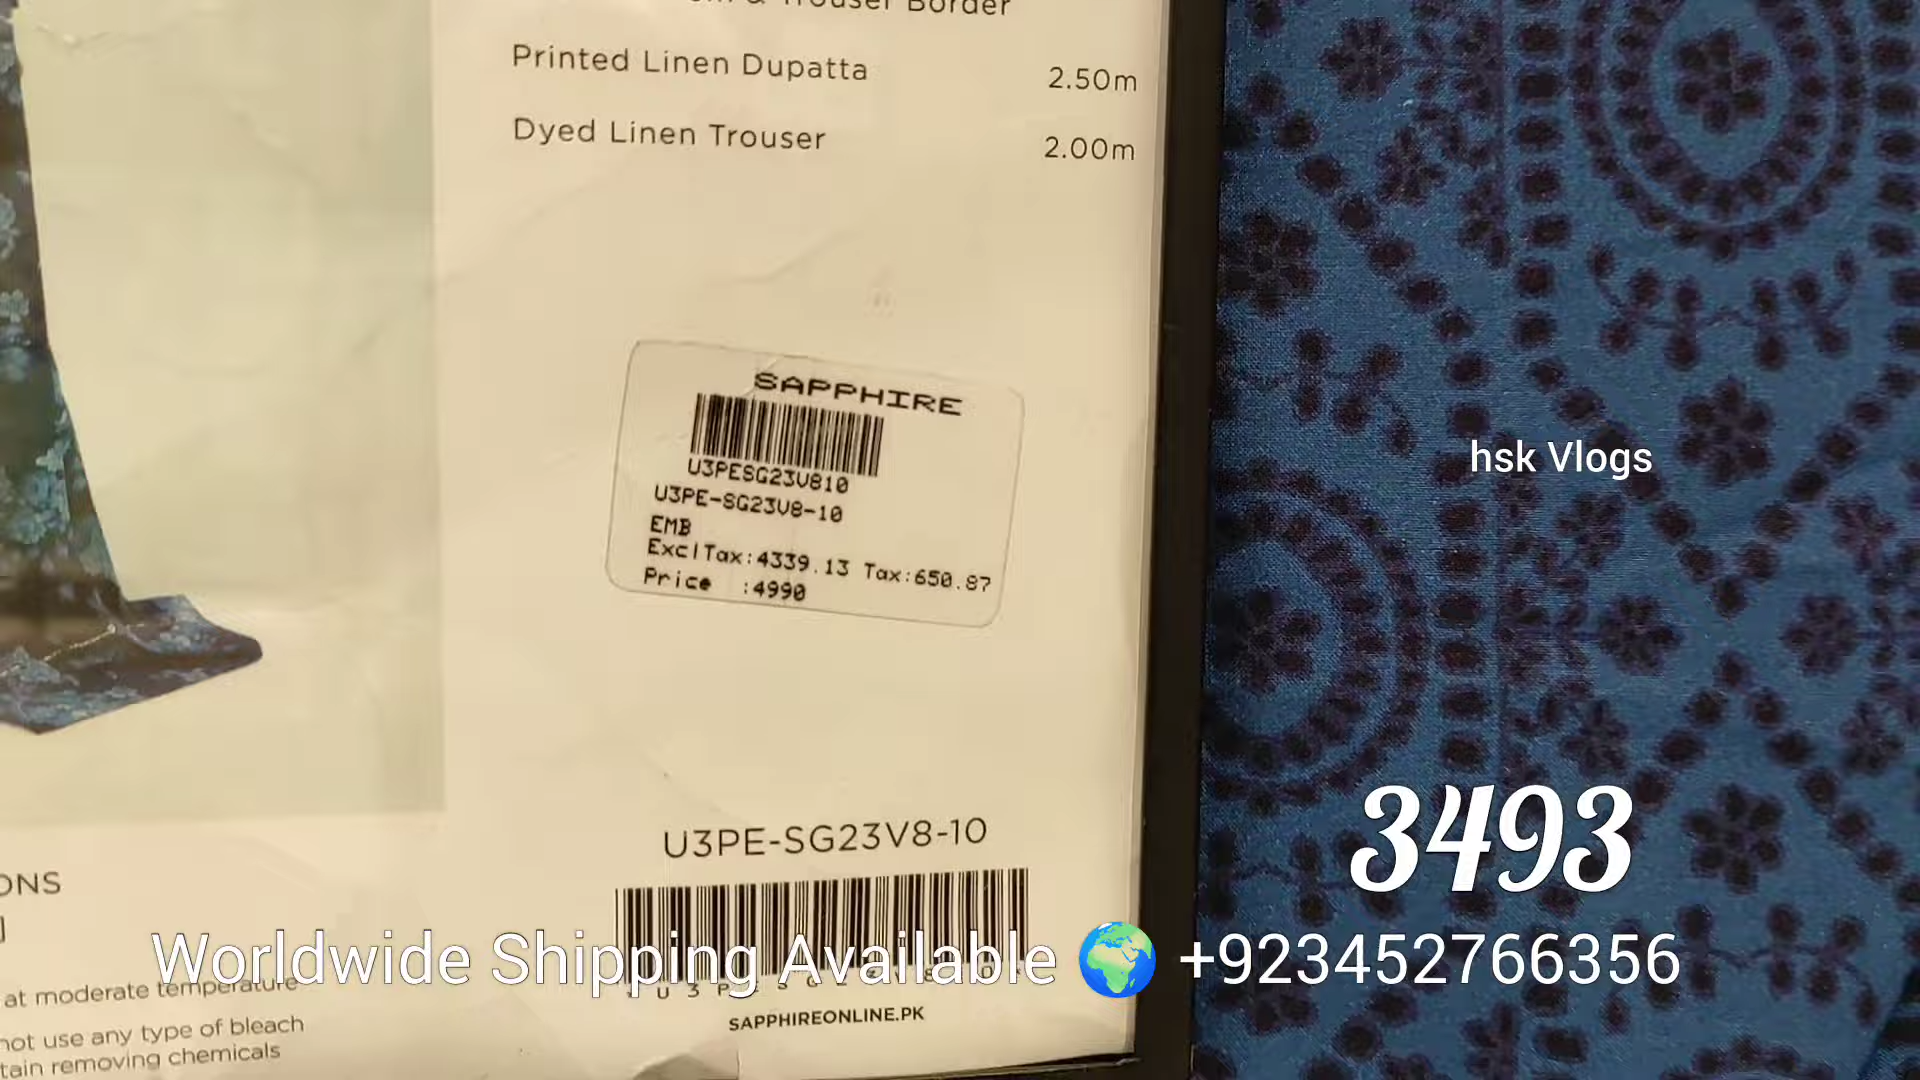 Trouser Border
Printed Linen Dupatta 2.50m
Dyed Linen Trouser 2.00m
SAPPHIRE
U3PESG23V810
U3PE-SG23V8-10
EMB
ExclTax:4339.13 Tax:650.87
Price :4990
hsk Vlogs
3493
U3PE-SG23V8-10
Worldwide Shipping Available 🌍 +923452766356
SAPPHIREONLINE.PK
at moderate temperature
not use any type of bleach
removing chemicals